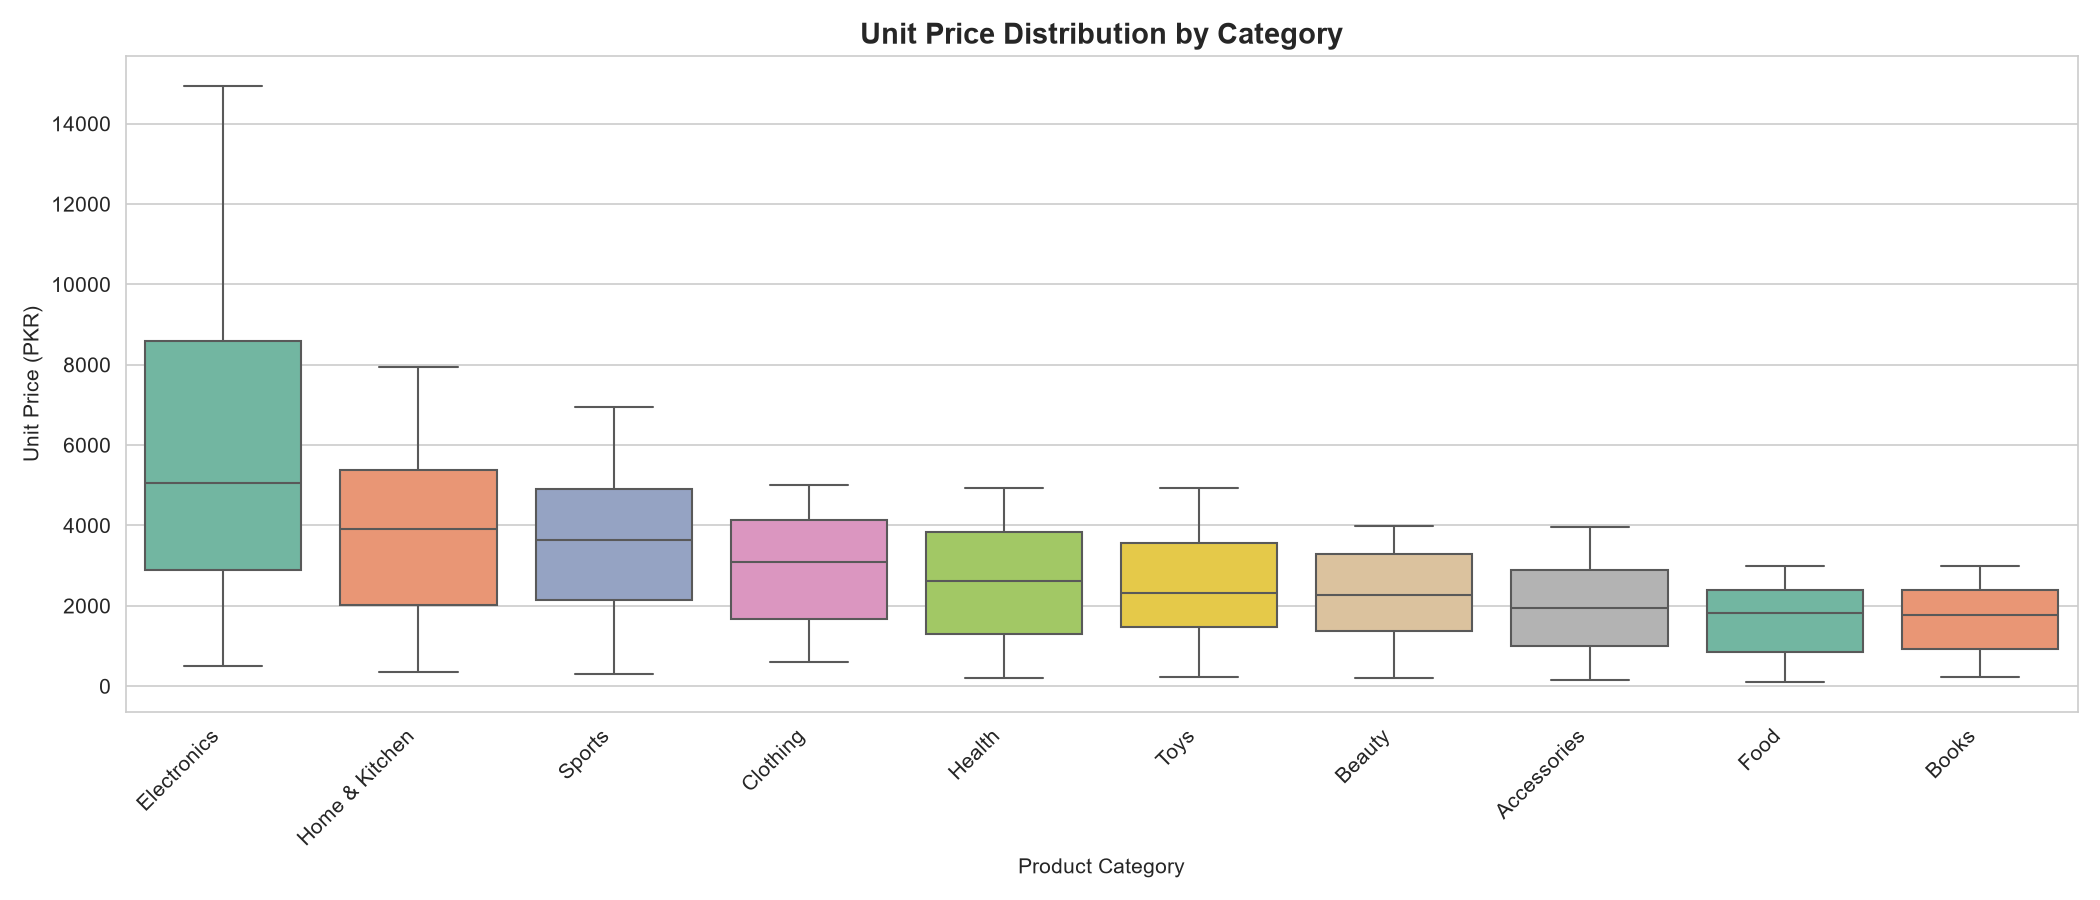 Unit Price Distribution by Category
Unit Price (PKR)
14000
12000
10000
8000
6000
4000
2000
0
Electronics
Home & Kitchen
Sports
Clothing
Health
Toys
Beauty
Accessories
Food
Books
Product Category